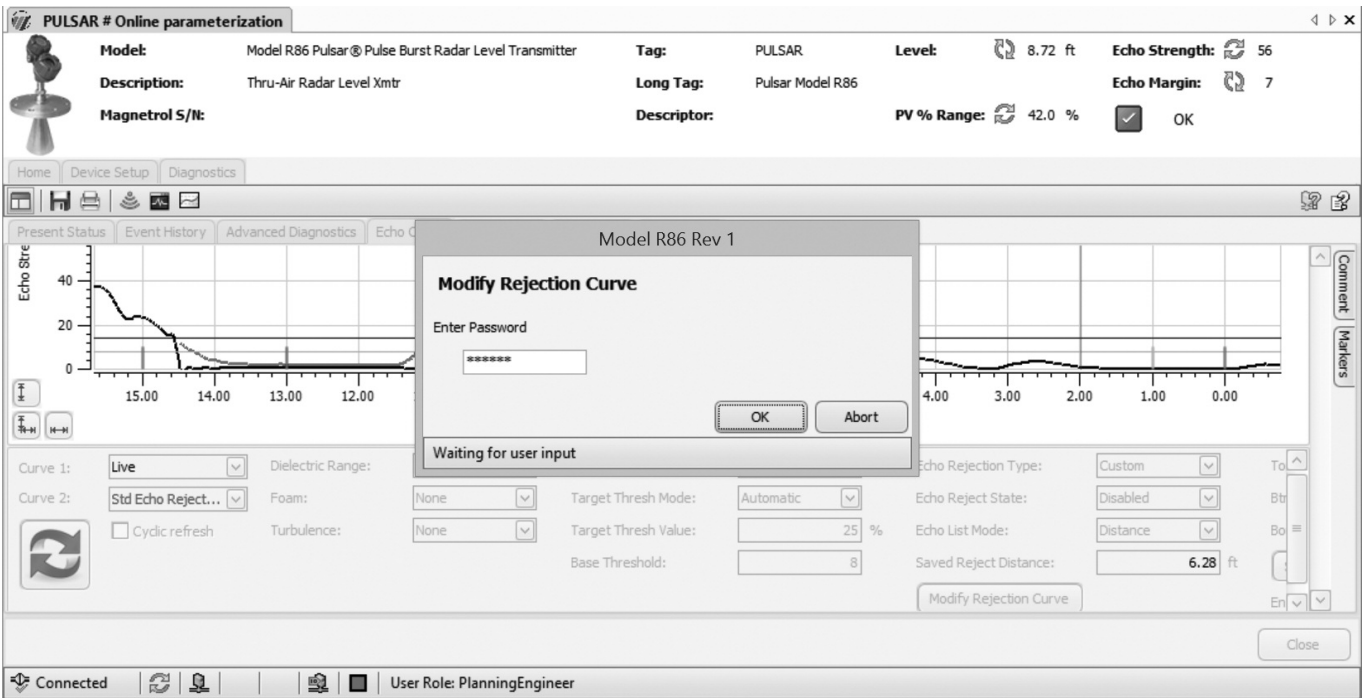 PULSAR # Online parameterization
Model: Model R86 Pulsar® Pulse Burst Radar Level Transmitter Tag: PULSAR Level: 8.72 ft Echo Strength: 56
Description: Thru-Air Radar Level Xmtr Long Tag: Pulsar Model R86 Echo Margin: 7
Magnetrol S/N: Descriptor: PV % Range: 42.0 % OK
Home Device Setup Diagnostics
Present Status Event History Advanced Diagnostics Echo C
Model R86 Rev 1
Modify Rejection Curve
Enter Password
******
OK Abort
Waiting for user input
Echo Stre
40
20
0
15.00 14.00 13.00 12.00 4.00 3.00 2.00 1.00 0.00
Comment
Markers
Curve 1: Live Dielectric Range: Echo Rejection Type: Custom To
Curve 2: Std Echo Reject... Foam: None Target Thresh Mode: Automatic Echo Reject State: Disabled Btr
Cyclic refresh Turbulence: None Target Thresh Value: 25 % Echo List Mode: Distance Bo
Base Threshold: 8 Saved Reject Distance: 6.28 ft
Modify Rejection Curve En
Close
Connected User Role: PlanningEngineer